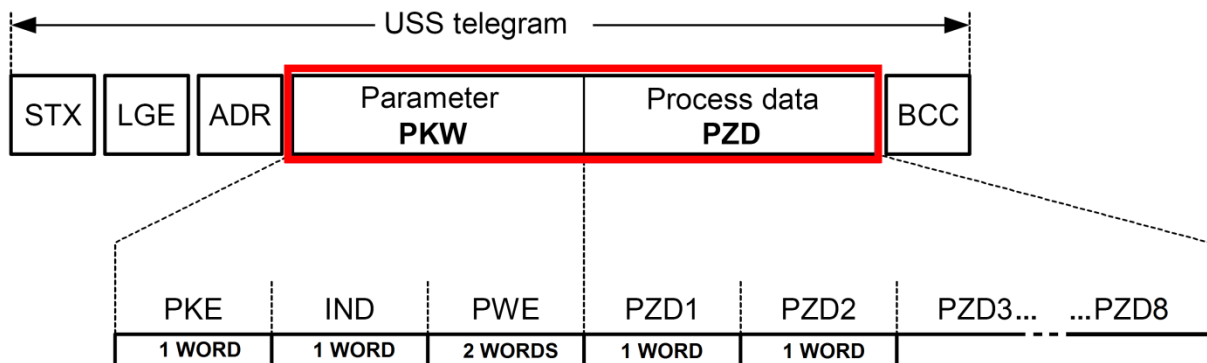 USS telegram
STX LGE ADR Parameter Process data BCC
PKW PZD
PKE IND PWE PZD1 PZD2 PZD3... ...PZD8
1 WORD 1 WORD 2 WORDS 1 WORD 1 WORD